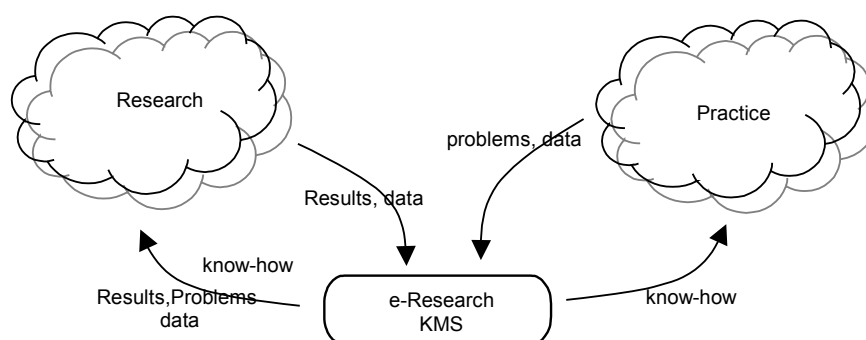 Research
Practice
problems, data
Results, data
know-how
Results,Problems
data
e-Research
KMS
know-how